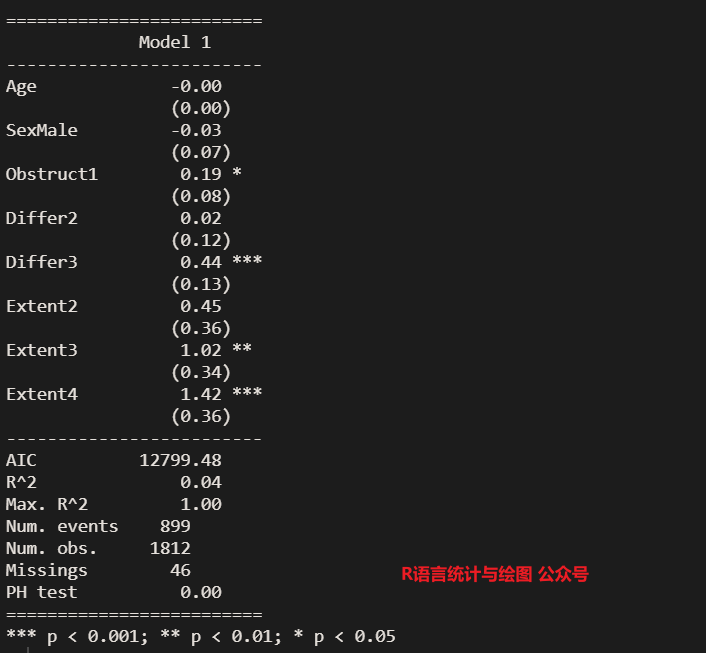 =========================
Model 1
-------------------------
Age -0.00
(0.00)
SexMale -0.03
(0.07)
Obstruct1 0.19 *
(0.08)
Differ2 0.02
(0.12)
Differ3 0.44 ***
(0.13)
Extent2 0.45
(0.36)
Extent3 1.02 **
(0.34)
Extent4 1.42 ***
(0.36)
-------------------------
AIC 12799.48
R^2 0.04
Max. R^2 1.00
Num. events 899
Num. obs. 1812
Missings 46
R语言统计与绘图 公众号
PH test 0.00
=========================
*** p < 0.001; ** p < 0.01; * p < 0.05